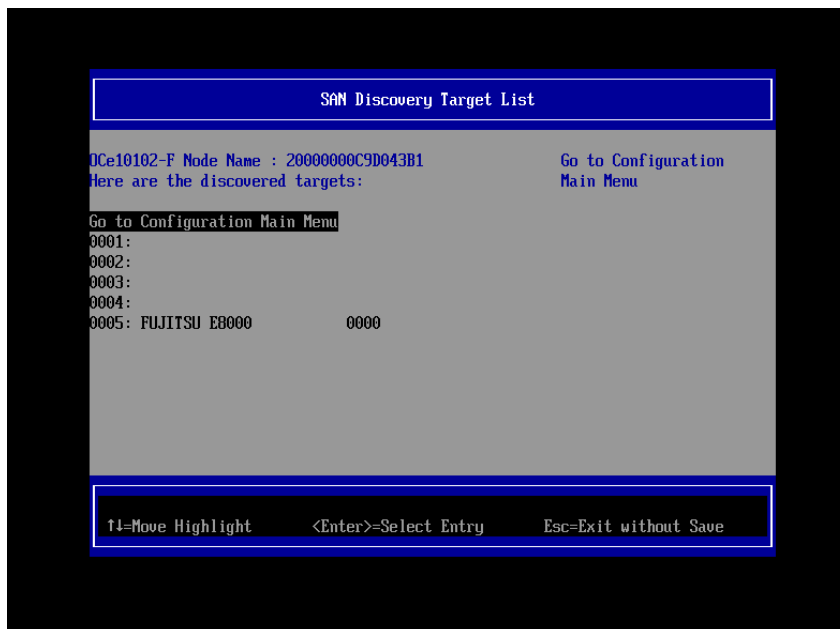 SAN Discovery Target List
OCe10102-F Node Name : 20000000C9D043B1
Here are the discovered targets:
Go to Configuration
Main Menu
Go to Configuration Main Menu
0001:
0002:
0003:
0004:
0005: FUJITSU E8000 0000
↑↓=Move Highlight <Enter>=Select Entry Esc=Exit without Save